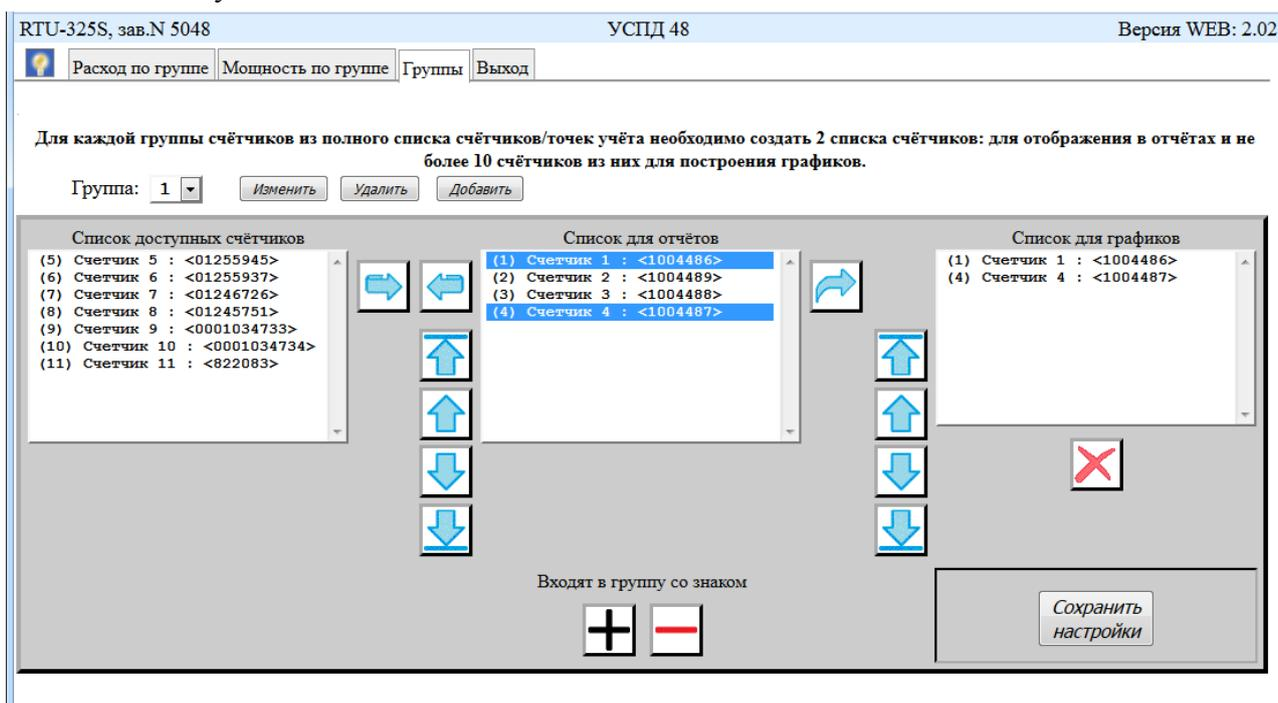 RTU-325S, зав.N 5048 УСПД 48 Версия WEB: 2.02
Расход по группе Мощность по группе Группы Выход
Для каждой группы счётчиков из полного списка счётчиков/точек учёта необходимо создать 2 списка счётчиков: для отображения в отчётах и не
более 10 счётчиков из них для построения графиков.
Группа: 1 Изменить Удалить Добавить
Список доступных счётчиков
(5) Счетчик 5 : <01255945>
(6) Счетчик 6 : <01255937>
(7) Счетчик 7 : <01246726>
(8) Счетчик 8 : <01245751>
(9) Счетчик 9 : <0001034733>
(10) Счетчик 10 : <0001034734>
(11) Счетчик 11 : <822083>
Список для отчётов
(1) Счетчик 1 : <1004486>
(2) Счетчик 2 : <1004489>
(3) Счетчик 3 : <1004488>
(4) Счетчик 4 : <1004487>
Список для графиков
(1) Счетчик 1 : <1004486>
(4) Счетчик 4 : <1004487>
Входят в группу со знаком
Сохранить
настройки